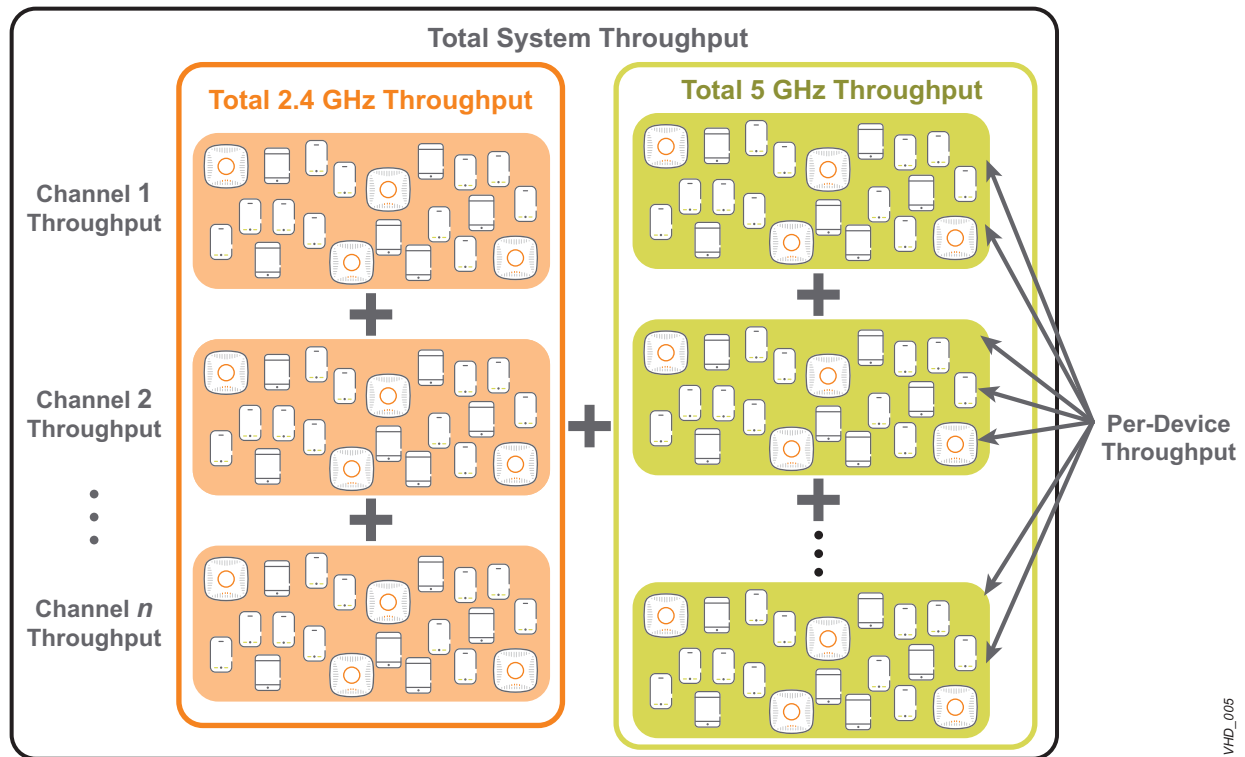 Total System Throughput
Total 2.4 GHz Throughput
Total 5 GHz Throughput
Channel 1
Throughput
Channel 2
Throughput
Channel n
Throughput
Per-Device
Throughput
VHD_005